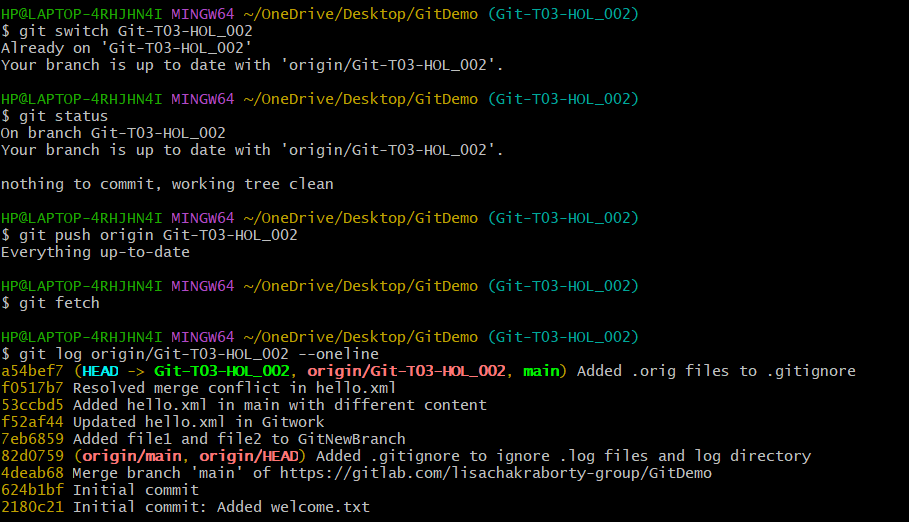 HP@LAPTOP-4RHJHN4I MINGW64 ~/OneDrive/Desktop/GitDemo (Git-T03-HOL_002)
$ git switch Git-T03-HOL_002
Already on 'Git-T03-HOL_002'
Your branch is up to date with 'origin/Git-T03-HOL_002'.
HP@LAPTOP-4RHJHN4I MINGW64 ~/OneDrive/Desktop/GitDemo (Git-T03-HOL_002)
$ git status
On branch Git-T03-HOL_002
Your branch is up to date with 'origin/Git-T03-HOL_002'.
nothing to commit, working tree clean
HP@LAPTOP-4RHJHN4I MINGW64 ~/OneDrive/Desktop/GitDemo (Git-T03-HOL_002)
$ git push origin Git-T03-HOL_002
Everything up-to-date
HP@LAPTOP-4RHJHN4I MINGW64 ~/OneDrive/Desktop/GitDemo (Git-T03-HOL_002)
$ git fetch
HP@LAPTOP-4RHJHN4I MINGW64 ~/OneDrive/Desktop/GitDemo (Git-T03-HOL_002)
$ git log origin/Git-T03-HOL_002 --oneline
a54bef7 (HEAD -> Git-T03-HOL_002, origin/Git-T03-HOL_002, main) Added .orig files to .gitignore
f0517b7 Resolved merge conflict in hello.xml
53ccbd5 Added hello.xml in main with different content
f52af44 Updated hello.xml in Gitwork
7eb6859 Added file1 and file2 to GitNewBranch
82d0759 (origin/main, origin/HEAD) Added .gitignore to ignore .log files and log directory
4deab68 Merge branch 'main' of https://gitlab.com/lisachakraborty-group/GitDemo
624b1bf Initial commit
2180c21 Initial commit: Added welcome.txt